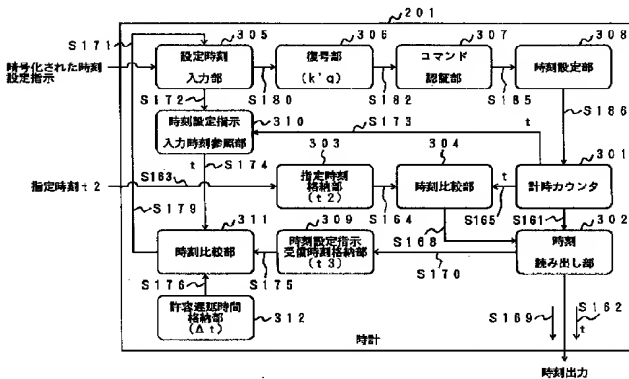 201
S171
305
306
307
308
暗号化された時刻
設定指示
設定時刻
入力部
復号部
(k'q)
コマンド
認証部
時刻設定部
S172
S180
S182
S185
310
S173
S186
時刻設定指示
入力時刻参照部
t
S174
303
304
301
指定時刻t2
S163
指定時刻
格納部
(t2)
時刻比較部
t
計時カウンタ
S179
S164
S165
S161
302
311
309
S168
時刻比較部
時刻設定指示
受信時刻格納部
(t3)
時刻
読み出し部
S176
S175
S170
許容遅延時間
格納部
(Δt)
312
S169
S162
t
時計
時刻出力